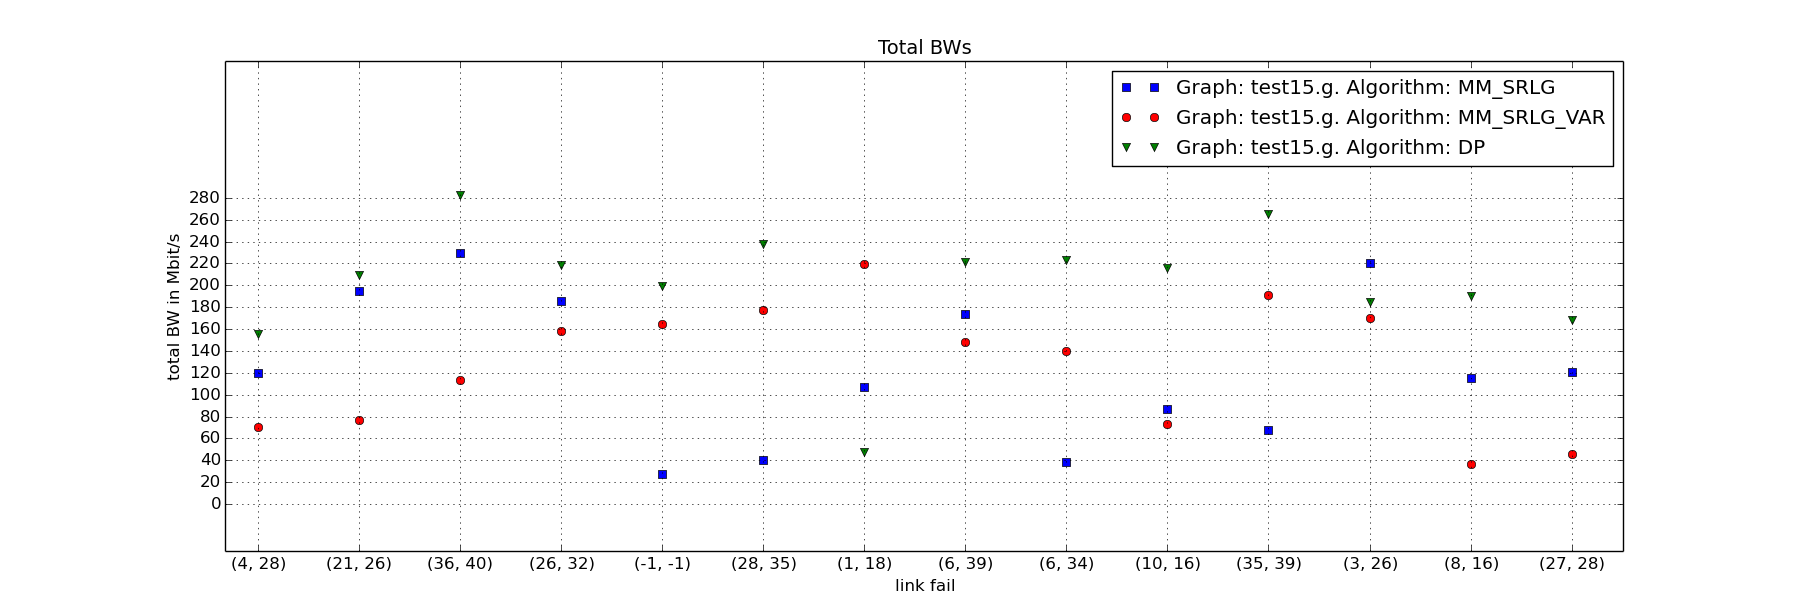 Total BWs
Graph: test15.g. Algorithm: MM_SRLG
Graph: test15.g. Algorithm: MM_SRLG_VAR
Graph: test15.g. Algorithm: DP
total BW in Mbit/s
280
260
240
220
200
180
160
140
120
100
80
60
40
20
0
(4, 28) (21, 26) (36, 40) (26, 32) (-1, -1) (28, 35) (1, 18) (6, 39) (6, 34) (10, 16) (35, 39) (3, 26) (8, 16) (27, 28)
link fail